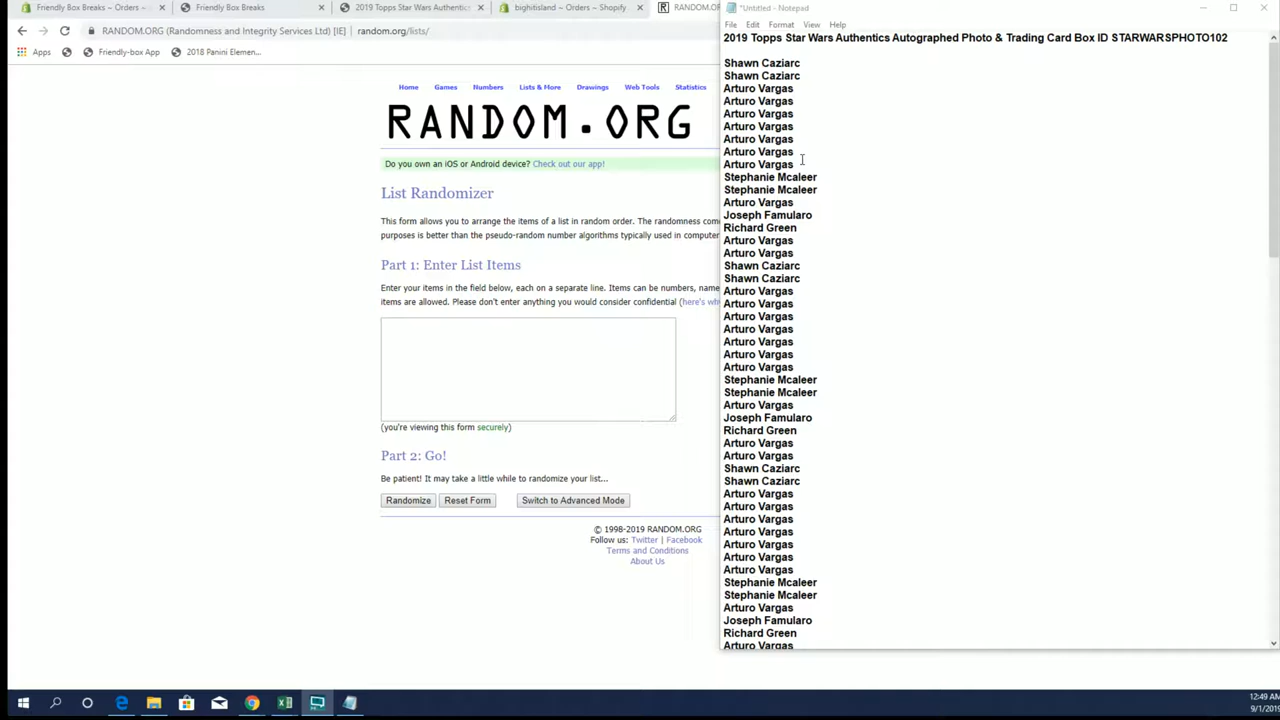 Friendly Box Breaks ~ Orders ~
Friendly Box Breaks
2019 Topps Star Wars Authentic
bightisland ~ Orders ~ Shopify
RANDOM.ORG
RANDOM.ORG (Randomness and Integrity Services Ltd) [IE] | random.org/lists/
Apps
Friendly-box App
2018 Panini Elemen...
Home
Games
Numbers
Lists & More
Drawings
Web Tools
Statistics
RANDOM.ORG
Do you own an iOS or Android device? Check out our app!
List Randomizer
This form allows you to arrange the items of a list in random order. The randomness com
purposes is better than the pseudo-random number algorithms typically used in computer
Part 1: Enter List Items
Enter your items in the field below, each on a separate line. Items can be numbers, name
items are allowed. Please don't enter anything you would consider confidential (here's why
(you're viewing this form securely)
Part 2: Go!
Be patient! It may take a little while to randomize your list...
Randomize
Reset Form
Switch to Advanced Mode
© 1998-2019 RANDOM.ORG
Follow us: Twitter | Facebook
Terms and Conditions
About Us
*Untitled - Notepad
File Edit Format View Help
2019 Topps Star Wars Authentics Autographed Photo & Trading Card Box ID STARWARSPHOTO102
Shawn Caziarc
Shawn Caziarc
Arturo Vargas
Arturo Vargas
Arturo Vargas
Arturo Vargas
Arturo Vargas
Arturo Vargas
Arturo Vargas
Stephanie Mcaleer
Stephanie Mcaleer
Arturo Vargas
Joseph Famularo
Richard Green
Arturo Vargas
Arturo Vargas
Shawn Caziarc
Shawn Caziarc
Arturo Vargas
Arturo Vargas
Arturo Vargas
Arturo Vargas
Arturo Vargas
Arturo Vargas
Arturo Vargas
Stephanie Mcaleer
Stephanie Mcaleer
Arturo Vargas
Joseph Famularo
Richard Green
Arturo Vargas
Arturo Vargas
Shawn Caziarc
Shawn Caziarc
Arturo Vargas
Arturo Vargas
Arturo Vargas
Arturo Vargas
Arturo Vargas
Arturo Vargas
Arturo Vargas
Stephanie Mcaleer
Stephanie Mcaleer
Arturo Vargas
Joseph Famularo
Richard Green
Arturo Vargas
12:49 AM
9/1/2019